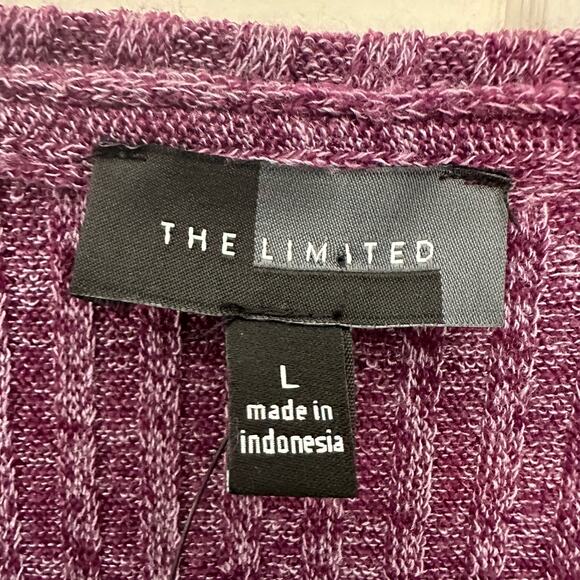 THE LIMITED
L
made in
indonesia